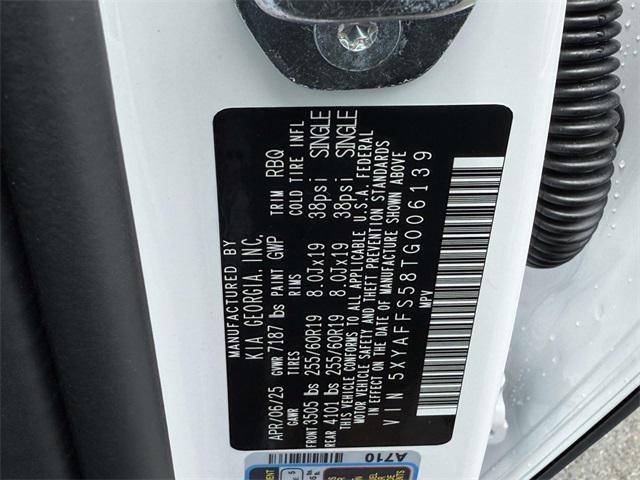 MANUFACTURED BY
KIA GEORGIA, INC.
APR/06/25 GVWR 7187 lbs PAINT GWP TRIM RBQ
GAWR TIRES RIMS COLD TIRE INFL
FRONT 3505 lbs 255/60R19 8.0Jx19 38psi SINGLE
REAR 4101 lbs 255/60R19 8.0Jx19 38psi SINGLE
THIS VEHICLE CONFORMS TO ALL APPLICABLE U.S.A. FEDERAL
MOTOR VEHICLE SAFETY AND THEFT PREVENTION STANDARDS
IN EFFECT ON THE DATE OF MANUFACTURE SHOWN ABOVE
VIN 5XYAFFS58TG006139
MPV
A710